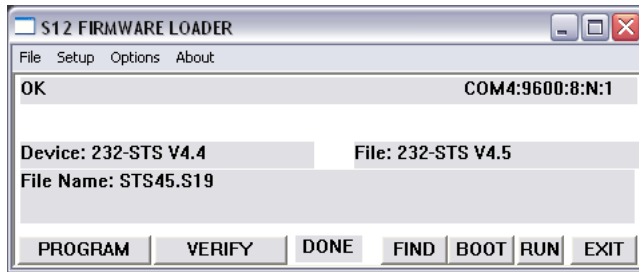 S12 FIRMWARE LOADER
File Setup Options About
OK COM4:9600:8:N:1
Device: 232-STS V4.4 File: 232-STS V4.5
File Name: STS45.S19
PROGRAM VERIFY DONE FIND BOOT RUN EXIT